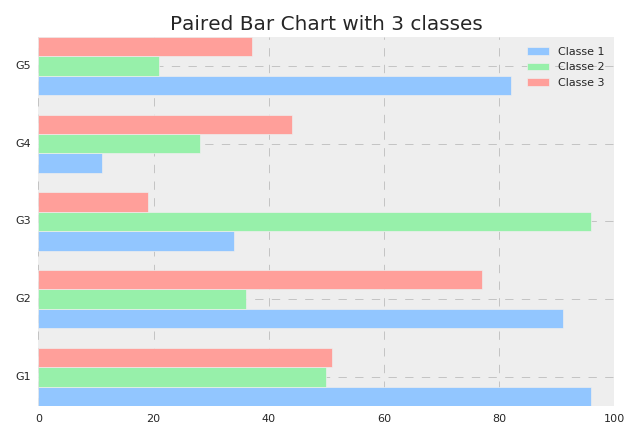 Paired Bar Chart with 3 classes
Classe 1
Classe 2
Classe 3
G5
G4
G3
G2
G1
0 20 40 60 80 100